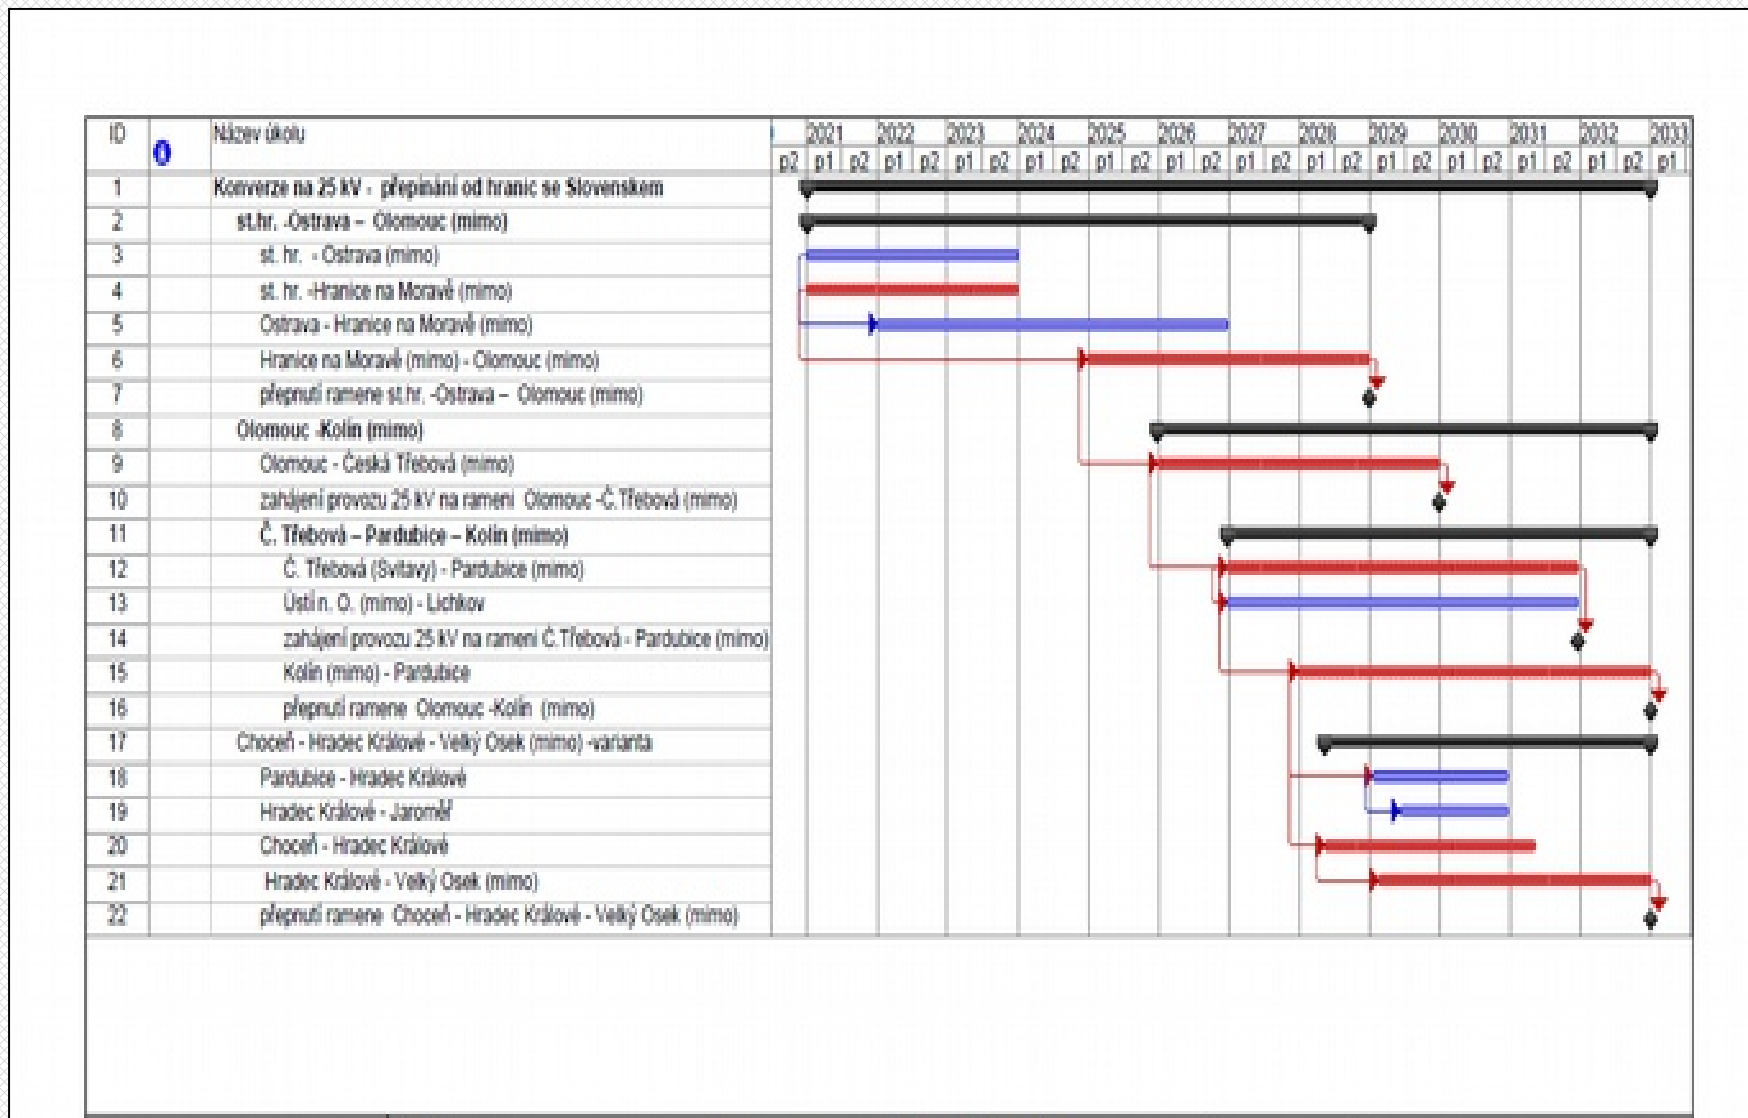 ID Název úkolu 2021 2022 2023 2024 2025 2026 2027 2028 2029 2030 2031 2032 2033
p2 p1 p2 p1 p2 p1 p2 p1 p2 p1 p2 p1 p2 p1 p2 p1 p2 p1 p2 p1 p2 p1 p2 p1 p2 p1
1 Konverze na 25 kV - přepínání od hranic se Slovenskem
2 st.hr. -Ostrava – Olomouc (mimo)
3 st. hr. - Ostrava (mimo)
4 st. hr. -Hranice na Moravě (mimo)
5 Ostrava - Hranice na Moravě (mimo)
6 Hranice na Moravě (mimo) - Olomouc (mimo)
7 přepnutí ramene st.hr. -Ostrava – Olomouc (mimo)
8 Olomouc -Kolín (mimo)
9 Olomouc - Česká Třebová (mimo)
10 zahájení provozu 25 kV na rameni Olomouc -Č.Třebová (mimo)
11 Č. Třebová – Pardubice – Kolín (mimo)
12 Č. Třebová (Svitavy) - Pardubice (mimo)
13 Ústí n. O. (mimo) - Lichkov
14 zahájení provozu 25 kV na rameni Č.Třebová - Pardubice (mimo)
15 Kolín (mimo) - Pardubice
16 přepnutí ramene Olomouc -Kolín (mimo)
17 Choceň - Hradec Králové - Velký Osek (mimo) -varianta
18 Pardubice - Hradec Králové
19 Hradec Králové - Jaroměř
20 Choceň - Hradec Králové
21 Hradec Králové - Velký Osek (mimo)
22 přepnutí ramene Choceň - Hradec Králové - Velký Osek (mimo)